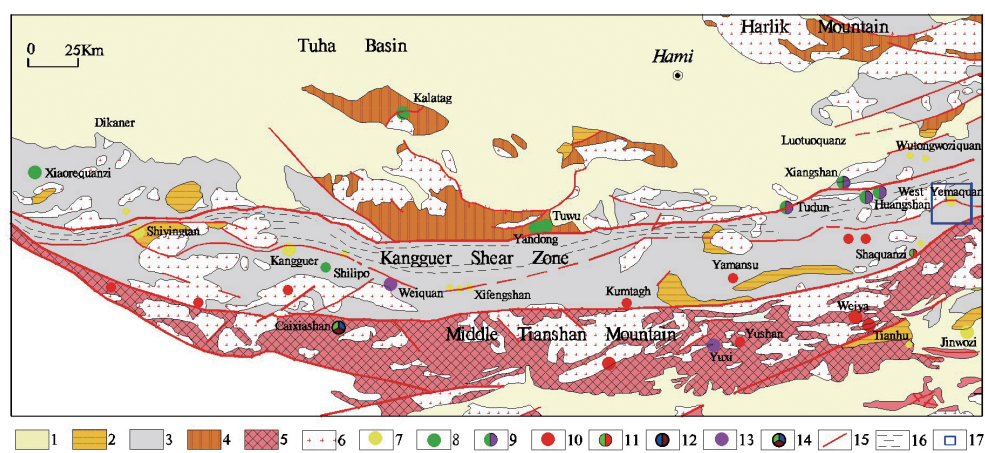 Harlik Mountain
0 25Km
Tuha Basin
Hami
Kalatag
Dikaner
Luotuoquanz
Wutongwoziquan
Xiaorequanzi
Xiangshan
West
Yemaquan
Huangshan
Tudun
Tuwu
Shiyingtan
Yandong
Kangguer
Kangguer Shear Zone
Shaquanzi
Shilipo
Yamansu
Weiquan
Xifengshan
Kumtagh
Weiya
Caixiashan
Middle Tianshan Mountain
Yushan
Tianhu
Jinwozi
Yuxi
1 2 3 4 5 6 7 8 9 10 11 12 13 14 15 16 17